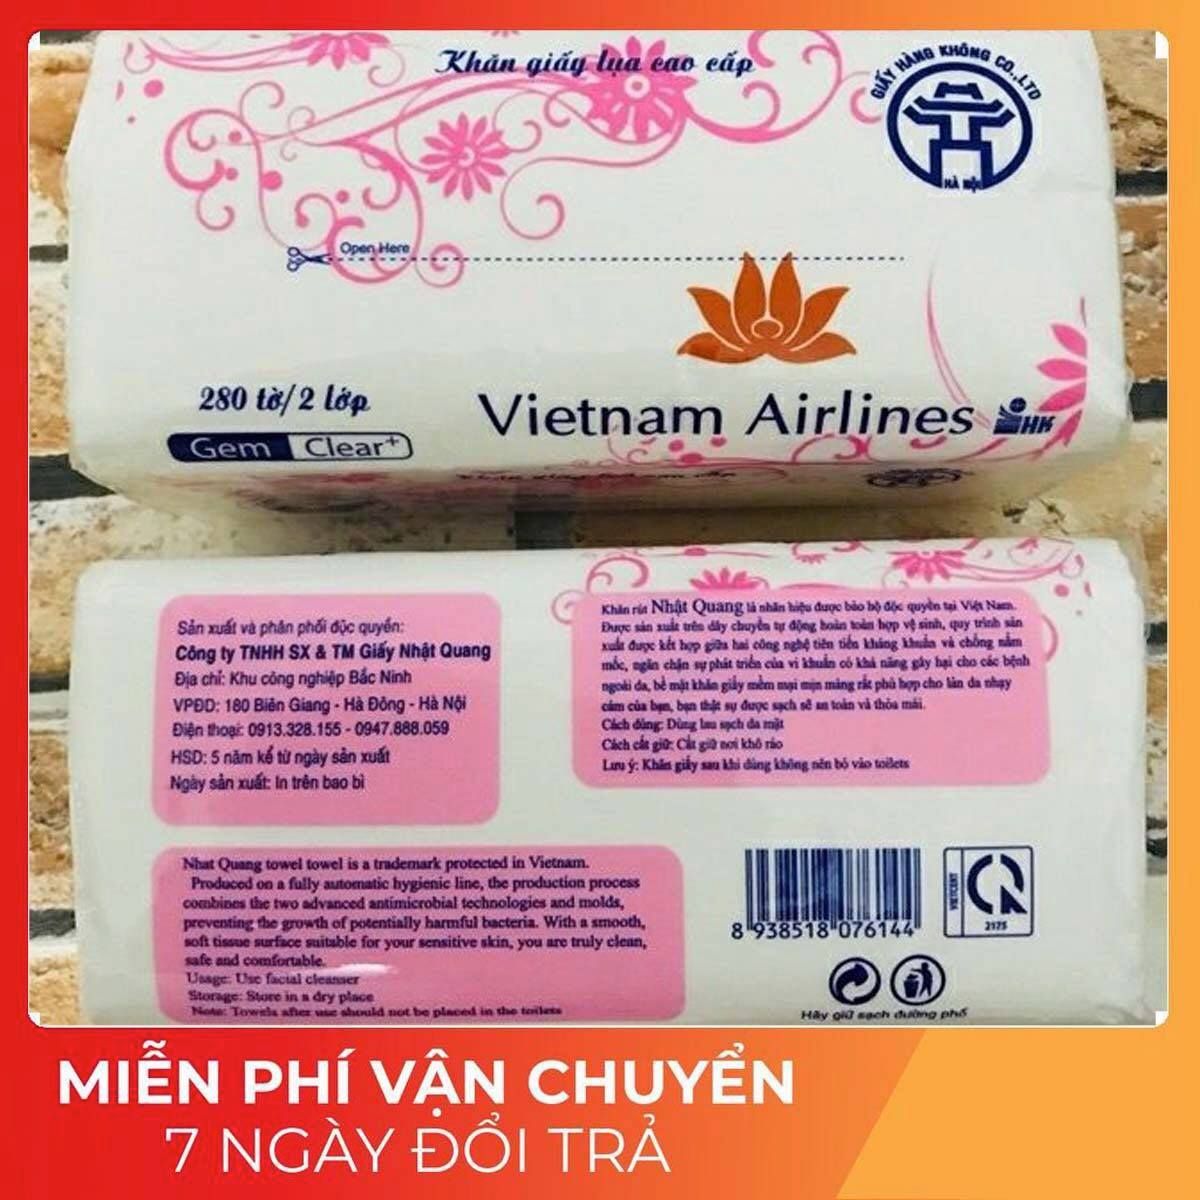 Khăn giấy lụa cao cấp
GIẤY HÀNG KHÔNG CO.,LTD
HÀ NỘI
Open Here
280 tờ/2 lớp
Gem Clear+
Vietnam Airlines
HK
Khăn giấy lụa cao cấp
Sản xuất và phân phối độc quyền:
Công ty TNHH SX & TM Giấy Nhật Quang
Địa chỉ: Khu công nghiệp Bắc Ninh
VPĐD: 180 Biên Giang - Hà Đông - Hà Nội
Điện thoại: 0913.328.155 - 0947.888.059
HSD: 5 năm kể từ ngày sản xuất
Ngày sản xuất: In trên bao bì
Khăn rút Nhật Quang là nhãn hiệu được bảo hộ độc quyền tại Việt Nam.
Được sản xuất trên dây chuyền tự động hoàn toàn hợp vệ sinh, quy trình sản
xuất được kết hợp giữa hai công nghệ tiên tiến kháng khuẩn và chống nấm
mốc, ngăn chặn sự phát triển của vi khuẩn có khả năng gây hại cho các bệnh
ngoài da, bề mặt khăn giấy mềm mại mịn màng rất phù hợp cho làn da nhạy
cảm của bạn, bạn thật sự được sạch sẽ an toàn và thỏa mái.
Cách dùng: Dùng lau sạch da mặt
Cách cất giữ: Cất giữ nơi khô ráo
Lưu ý: Khăn giấy sau khi dùng không nên bỏ vào toilets
Nhat Quang towel towel is a trademark protected in Vietnam.
Produced on a fully automatic hygienic line, the production process
combines the two advanced antimicrobial technologies and molds,
preventing the growth of potentially harmful bacteria. With a smooth,
soft tissue surface suitable for your sensitive skin, you are truly clean,
safe and comfortable.
Usage: Use facial cleanser
Storage: Store in a dry place
Note: Towels after use should not be placed in the toilets
8 938518 076144
VIETCERT
2175
Hãy giữ sạch đường phố
MIỄN PHÍ VẬN CHUYỂN
7 NGÀY ĐỔI TRẢ